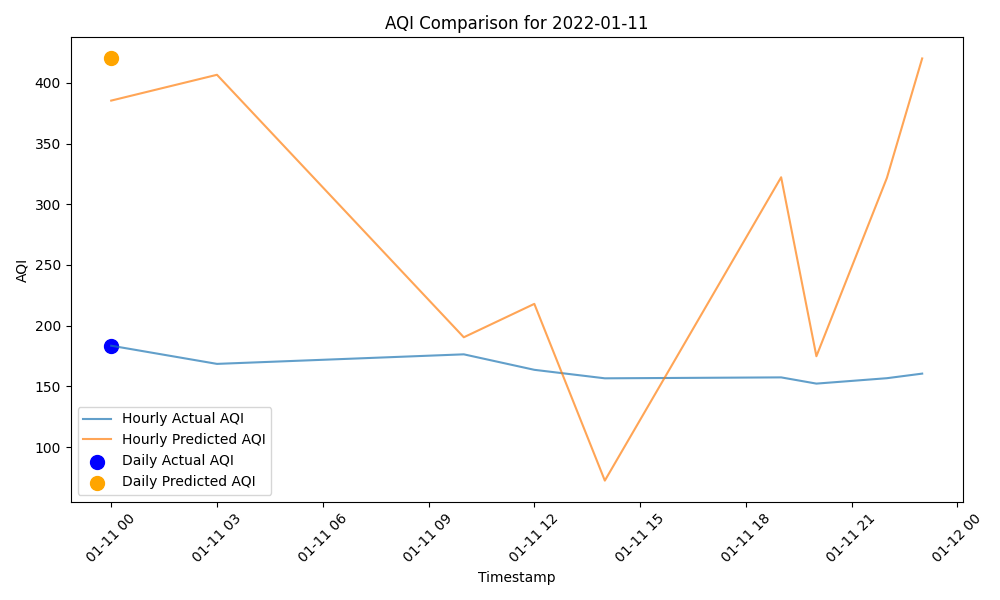 AQI Comparison for 2022-01-11
AQI
400
350
300
250
200
150
100
Hourly Actual AQI
Hourly Predicted AQI
Daily Actual AQI
Daily Predicted AQI
01-11 00
01-11 03
01-11 06
01-11 09
01-11 12
01-11 15
01-11 18
01-11 21
01-12 00
Timestamp